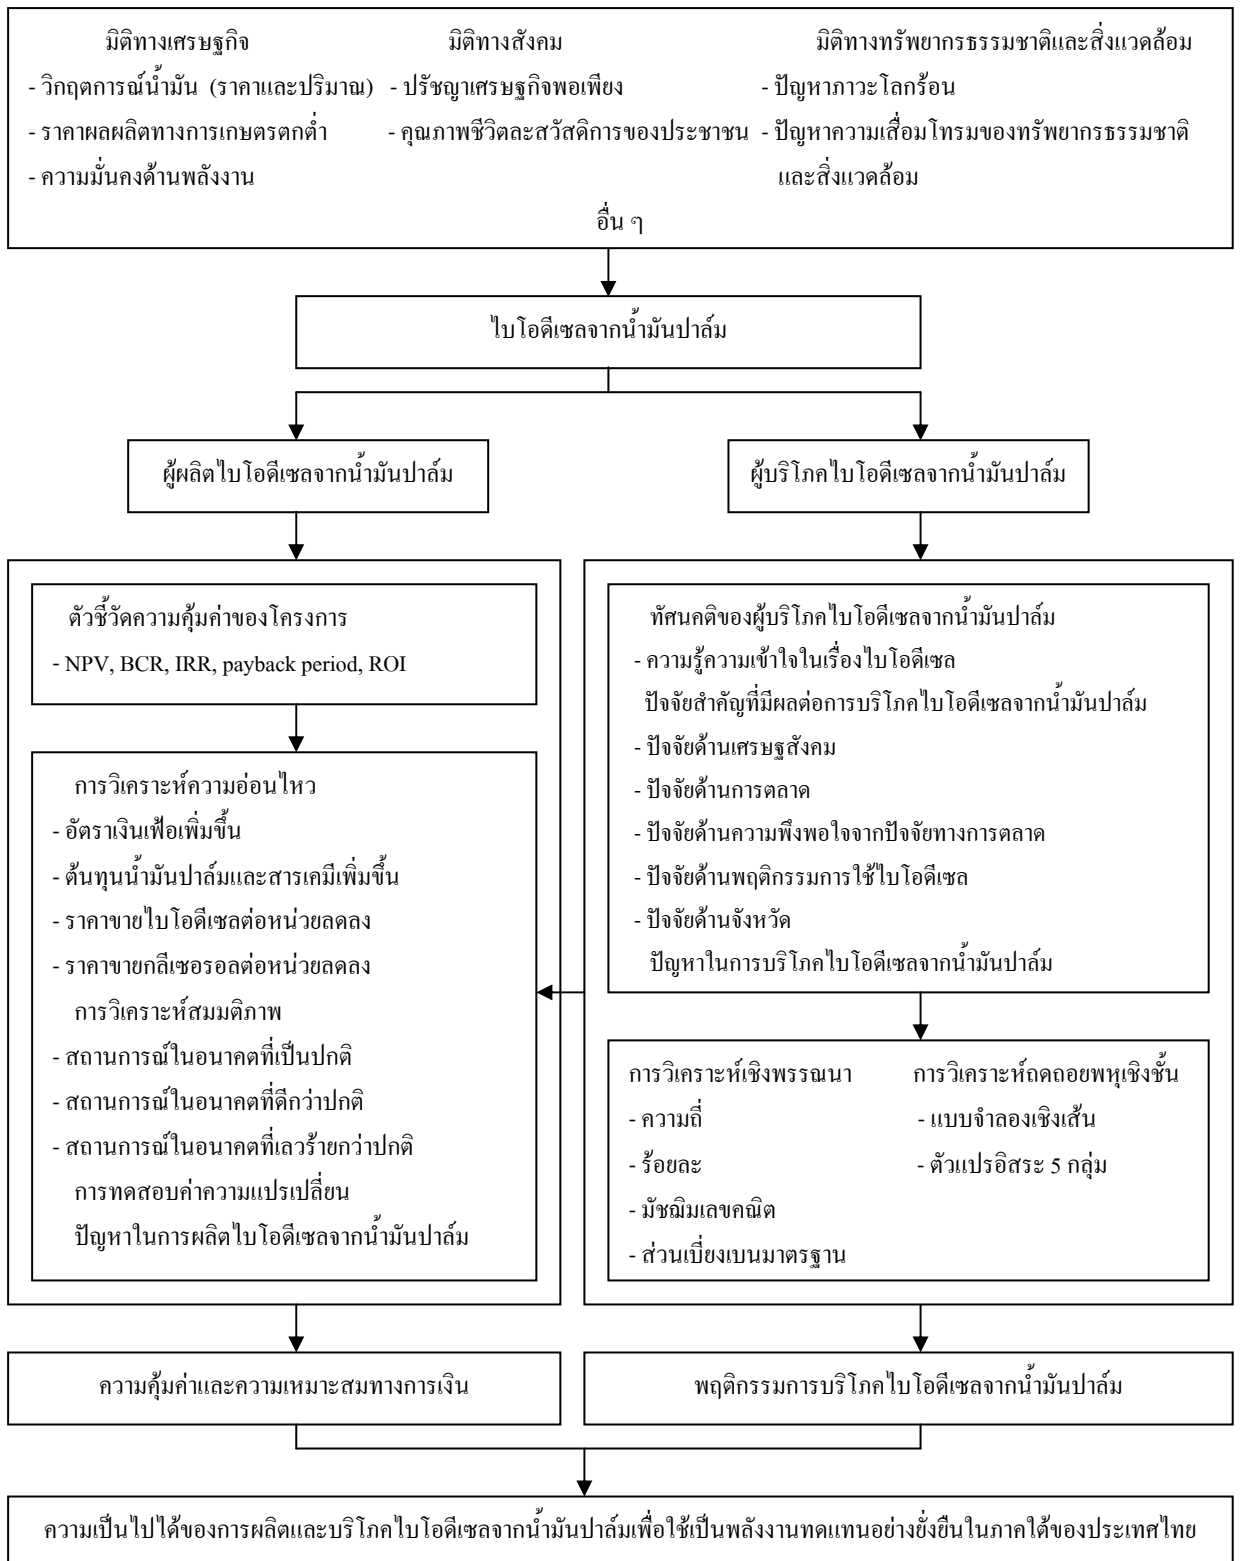 มิติทางเศรษฐกิจ มิติทางสังคม มิติทางทรัพยากรธรรมชาติและสิ่งแวดล้อม
- วิกฤตการณ์น้ำมัน (ราคาและปริมาณ) - ปรัชญาเศรษฐกิจพอเพียง - ปัญหาภาวะโลกร้อน
- ราคาผลผลิตทางการเกษตรตกต่ำ - คุณภาพชีวิตละสวัสดิการของประชาชน - ปัญหาความเสื่อมโทรมของทรัพยากรธรรมชาติ
- ความมั่นคงด้านพลังงาน และสิ่งแวดล้อม
อื่น ๆ
ไบโอดีเซลจากน้ำมันปาล์ม
ผู้ผลิตไบโอดีเซลจากน้ำมันปาล์ม
ผู้บริโภคไบโอดีเซลจากน้ำมันปาล์ม
ตัวชี้วัดความคุ้มค่าของโครงการ
- NPV, BCR, IRR, payback period, ROI
การวิเคราะห์ความอ่อนไหว
- อัตราเงินเฟ้อเพิ่มขึ้น
- ต้นทุนน้ำมันปาล์มและสารเคมีเพิ่มขึ้น
- ราคาขายไบโอดีเซลต่อหน่วยลดลง
- ราคาขายกลีเซอรอลต่อหน่วยลดลง
การวิเคราะห์สมมติภาพ
- สถานการณ์ในอนาคตที่เป็นปกติ
- สถานการณ์ในอนาคตที่ดีกว่าปกติ
- สถานการณ์ในอนาคตที่เลวร้ายกว่าปกติ
การทดสอบค่าความแปรเปลี่ยน
ปัญหาในการผลิตไบโอดีเซลจากน้ำมันปาล์ม
ทัศนคติของผู้บริโภคไบโอดีเซลจากน้ำมันปาล์ม
- ความรู้ความเข้าใจในเรื่องไบโอดีเซล
ปัจจัยสำคัญที่มีผลต่อการบริโภคไบโอดีเซลจากน้ำมันปาล์ม
- ปัจจัยด้านเศรษฐสังคม
- ปัจจัยด้านการตลาด
- ปัจจัยด้านความพึงพอใจจากปัจจัยทางการตลาด
- ปัจจัยด้านพฤติกรรมการใช้ไบโอดีเซล
- ปัจจัยด้านจังหวัด
ปัญหาในการบริโภคไบโอดีเซลจากน้ำมันปาล์ม
การวิเคราะห์เชิงพรรณนา การวิเคราะห์ถดถอยพหุเชิงชั้น
- ความถี่ - แบบจำลองเชิงเส้น
- ร้อยละ - ตัวแปรอิสระ 5 กลุ่ม
- มัชฌิมเลขคณิต
- ส่วนเบี่ยงเบนมาตรฐาน
ความคุ้มค่าและความเหมาะสมทางการเงิน
พฤติกรรมการบริโภคไบโอดีเซลจากน้ำมันปาล์ม
ความเป็นไปได้ของการผลิตและบริโภคไบโอดีเซลจากน้ำมันปาล์มเพื่อใช้เป็นพลังงานทดแทนอย่างยั่งยืนในภาคใต้ของประเทศไทย